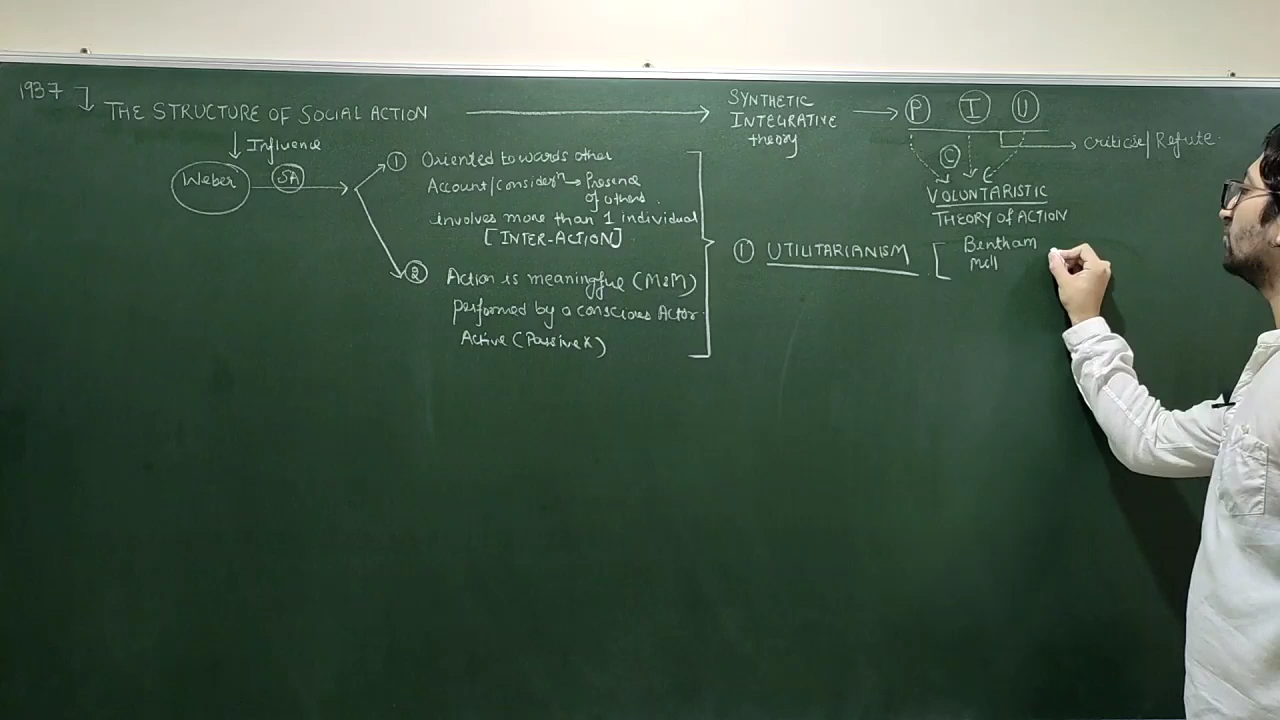 1937
THE STRUCTURE OF SOCIAL ACTION
Influence
Weber
SA
① Oriented towards other
Account/Considerⁿ → Presence
of others.
involves more than 1 individual
[INTER-ACTION]
② Action is meaningful (M&M)
performed by a conscious Actor.
Active (Passive x)
SYNTHETIC
INTEGRATIVE
theory
P I U
Criticise/Refute.
C
VOLUNTARISTIC
THEORY OF ACTION
① UTILITARIANISM
Bentham
Mill